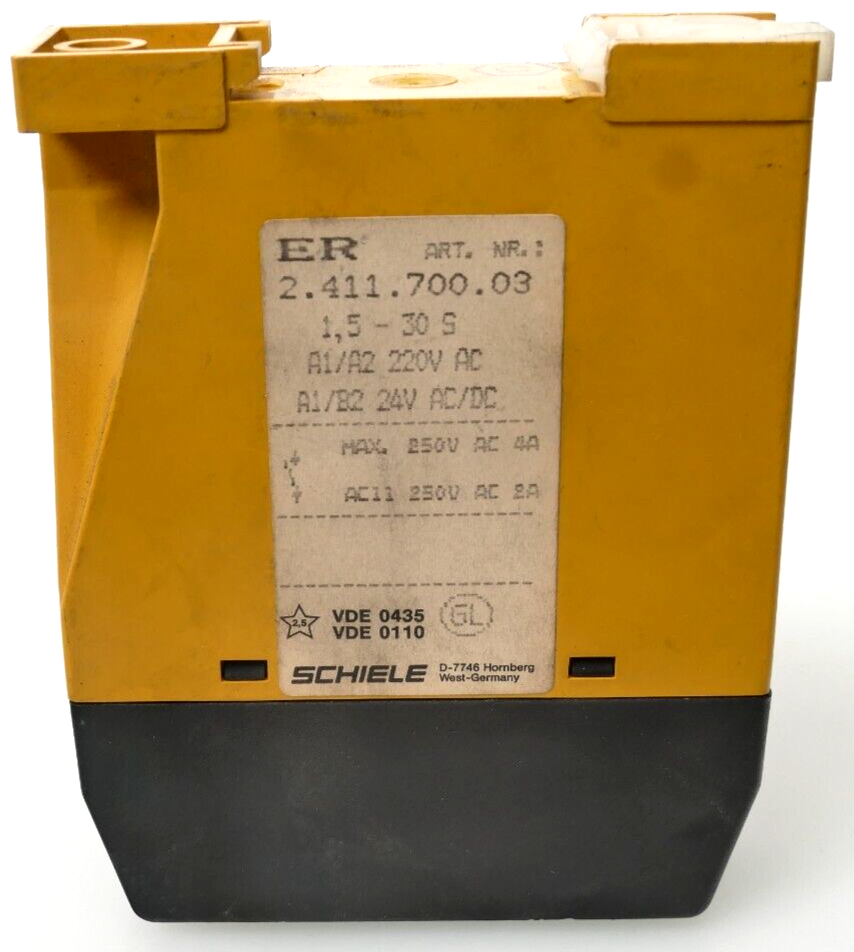 ER ART. NR.:
2.411.700.03
1,5 - 30 S
A1/A2 220V AC
A1/B2 24V AC/DC
MAX. 250V AC 4A
AC11 250V AC 2A
2,5 VDE 0435 GL
VDE 0110
SCHIELE D-7746 Hornberg
West-Germany